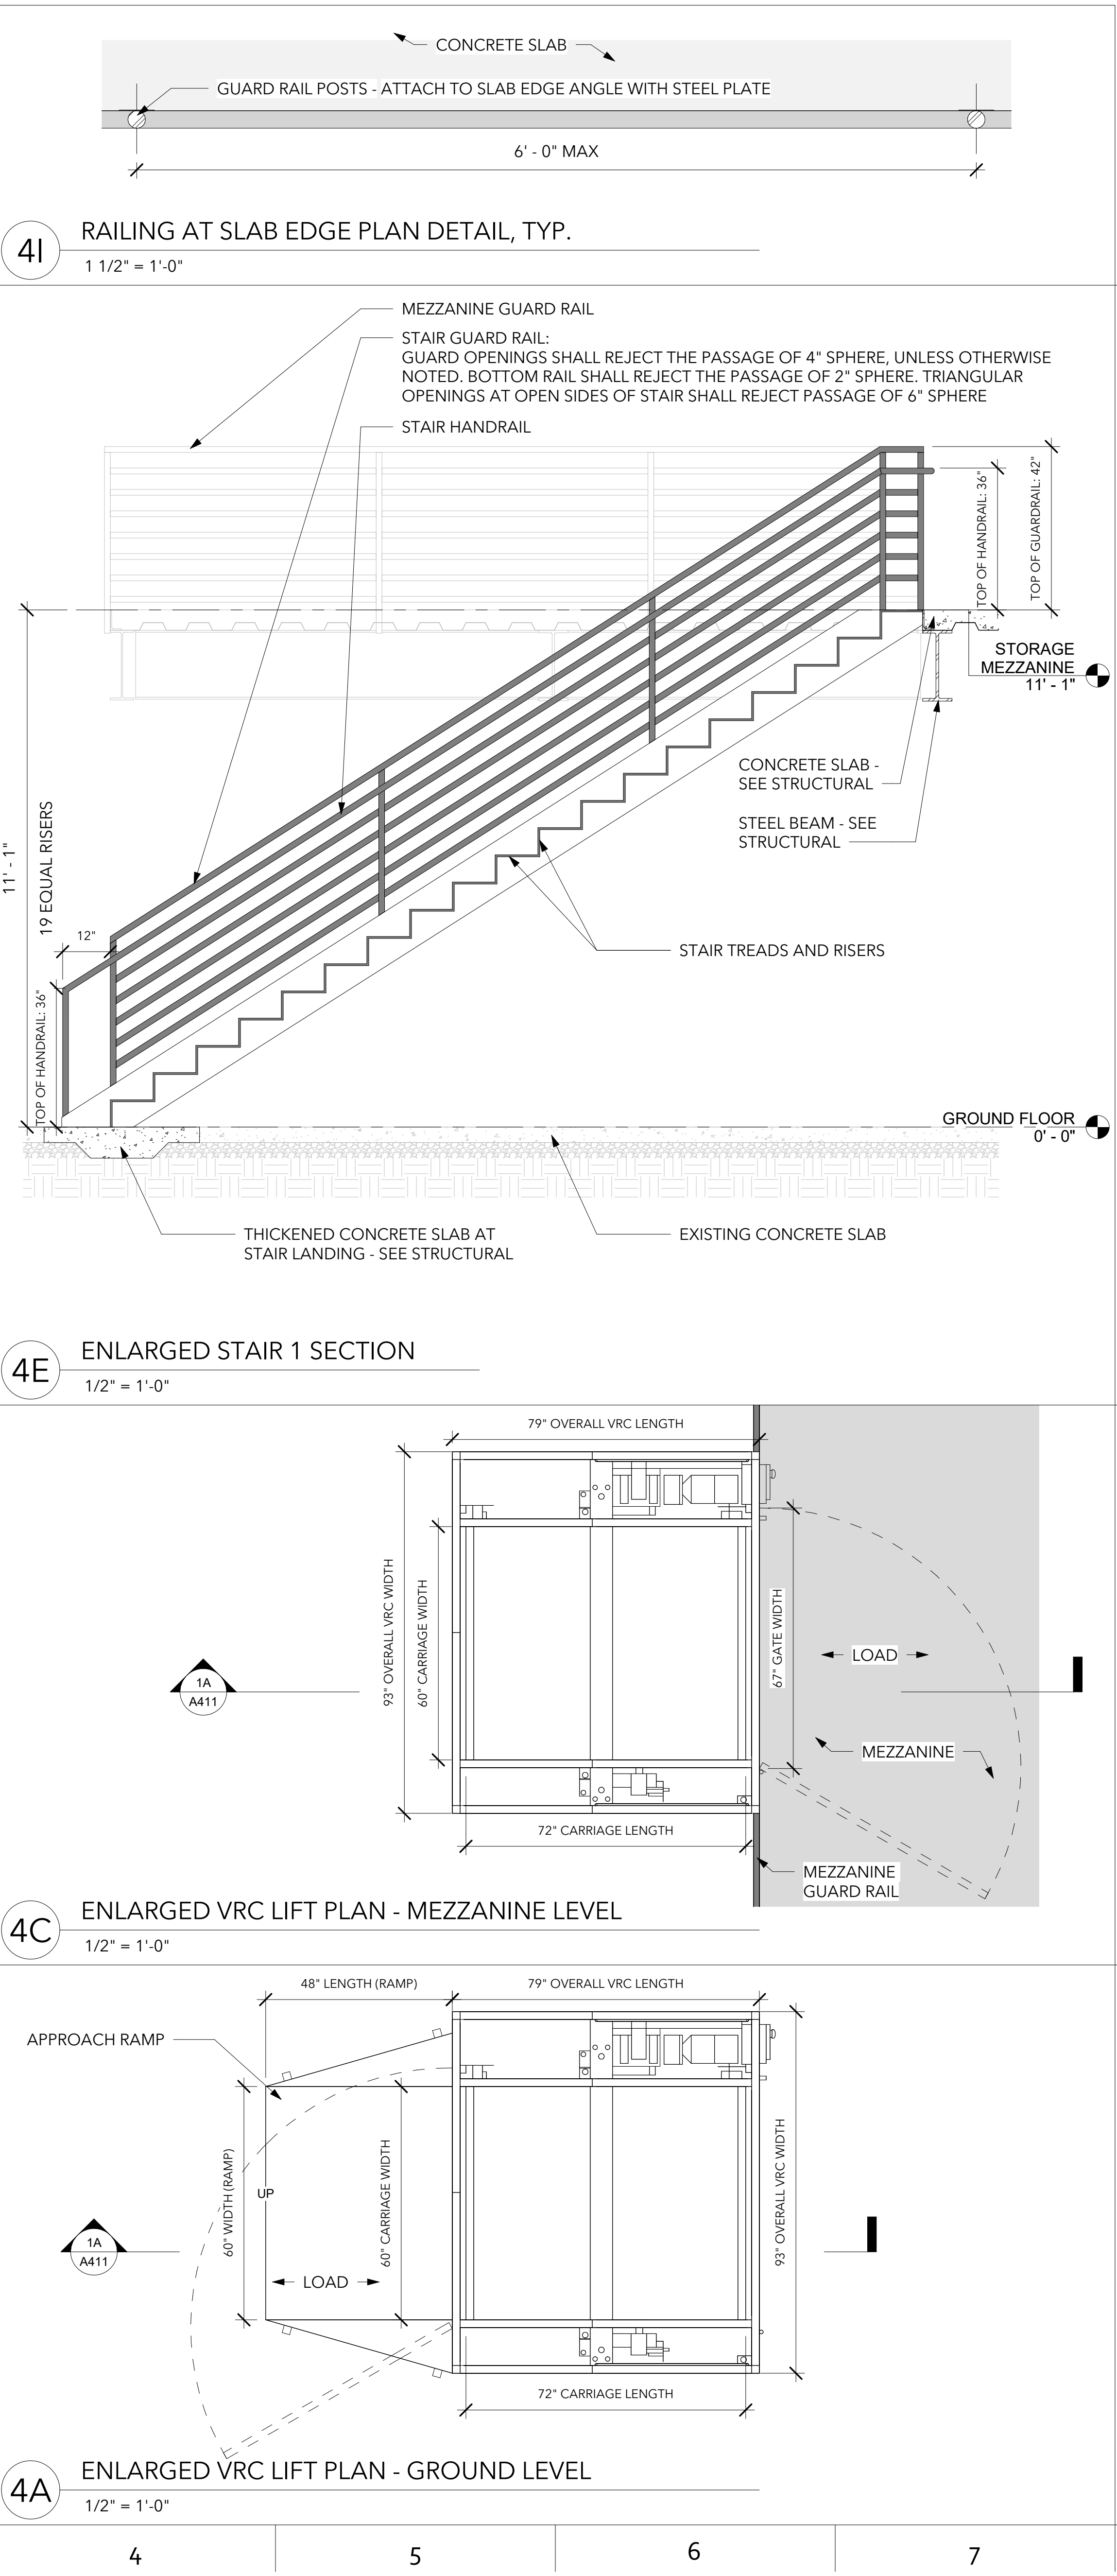 CONCRETE SLAB
GUARD RAIL POSTS - ATTACH TO SLAB EDGE ANGLE WITH STEEL PLATE
6' - 0" MAX
4I
RAILING AT SLAB EDGE PLAN DETAIL, TYP.
1 1/2" = 1'-0"
MEZZANINE GUARD RAIL
STAIR GUARD RAIL:
GUARD OPENINGS SHALL REJECT THE PASSAGE OF 4" SPHERE, UNLESS OTHERWISE
NOTED. BOTTOM RAIL SHALL REJECT THE PASSAGE OF 2" SPHERE. TRIANGULAR
OPENINGS AT OPEN SIDES OF STAIR SHALL REJECT PASSAGE OF 6" SPHERE
STAIR HANDRAIL
TOP OF HANDRAIL: 36"
TOP OF GUARDRAIL: 42"
STORAGE
MEZZANINE
11' - 1"
CONCRETE SLAB -
SEE STRUCTURAL
STEEL BEAM - SEE
STRUCTURAL
11' - 1"
19 EQUAL RISERS
12"
STAIR TREADS AND RISERS
TOP OF HANDRAIL: 36"
GROUND FLOOR
0' - 0"
THICKENED CONCRETE SLAB AT
STAIR LANDING - SEE STRUCTURAL
EXISTING CONCRETE SLAB
4E
ENLARGED STAIR 1 SECTION
1/2" = 1'-0"
79" OVERALL VRC LENGTH
93" OVERALL VRC WIDTH
60" CARRIAGE WIDTH
67" GATE WIDTH
LOAD
1A
A411
MEZZANINE
72" CARRIAGE LENGTH
MEZZANINE
GUARD RAIL
4C
ENLARGED VRC LIFT PLAN - MEZZANINE LEVEL
1/2" = 1'-0"
48" LENGTH (RAMP)
79" OVERALL VRC LENGTH
APPROACH RAMP
60" WIDTH (RAMP)
UP
60" CARRIAGE WIDTH
93" OVERALL VRC WIDTH
1A
A411
LOAD
72" CARRIAGE LENGTH
4A
ENLARGED VRC LIFT PLAN - GROUND LEVEL
1/2" = 1'-0"
4
5
6
7